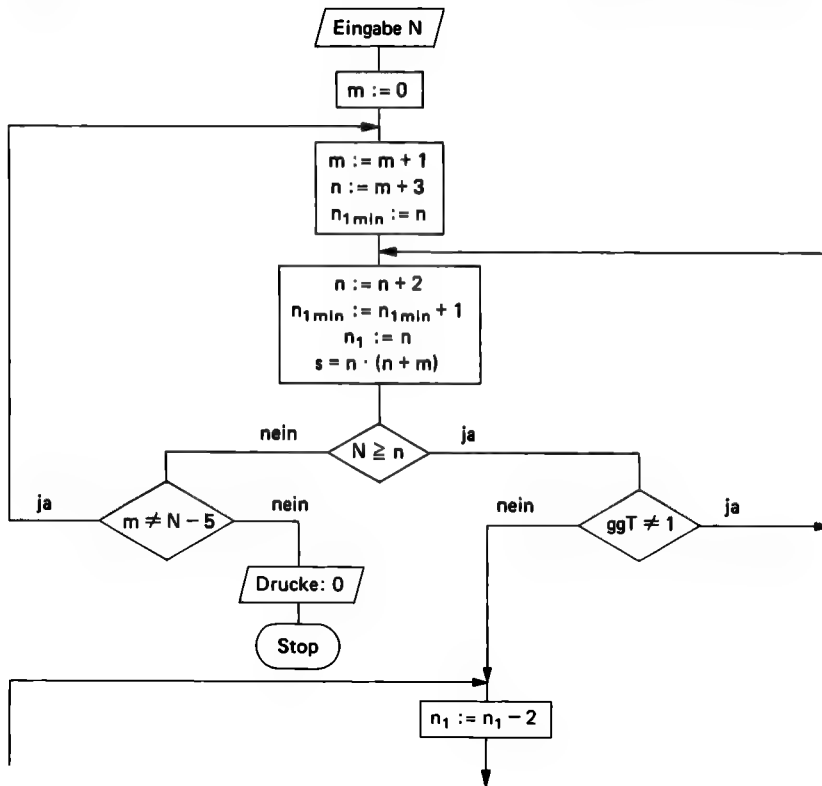 Eingabe N
m := 0
m := m + 1
n := m + 3
n1min := n
n := n + 2
n1min := n1min + 1
n1 := n
s = n · (n + m)
nein
N ≧ n
ja
ja
m ≠ N – 5
nein
nein
ggT ≠ 1
ja
Drucke: 0
Stop
n1 := n1 – 2